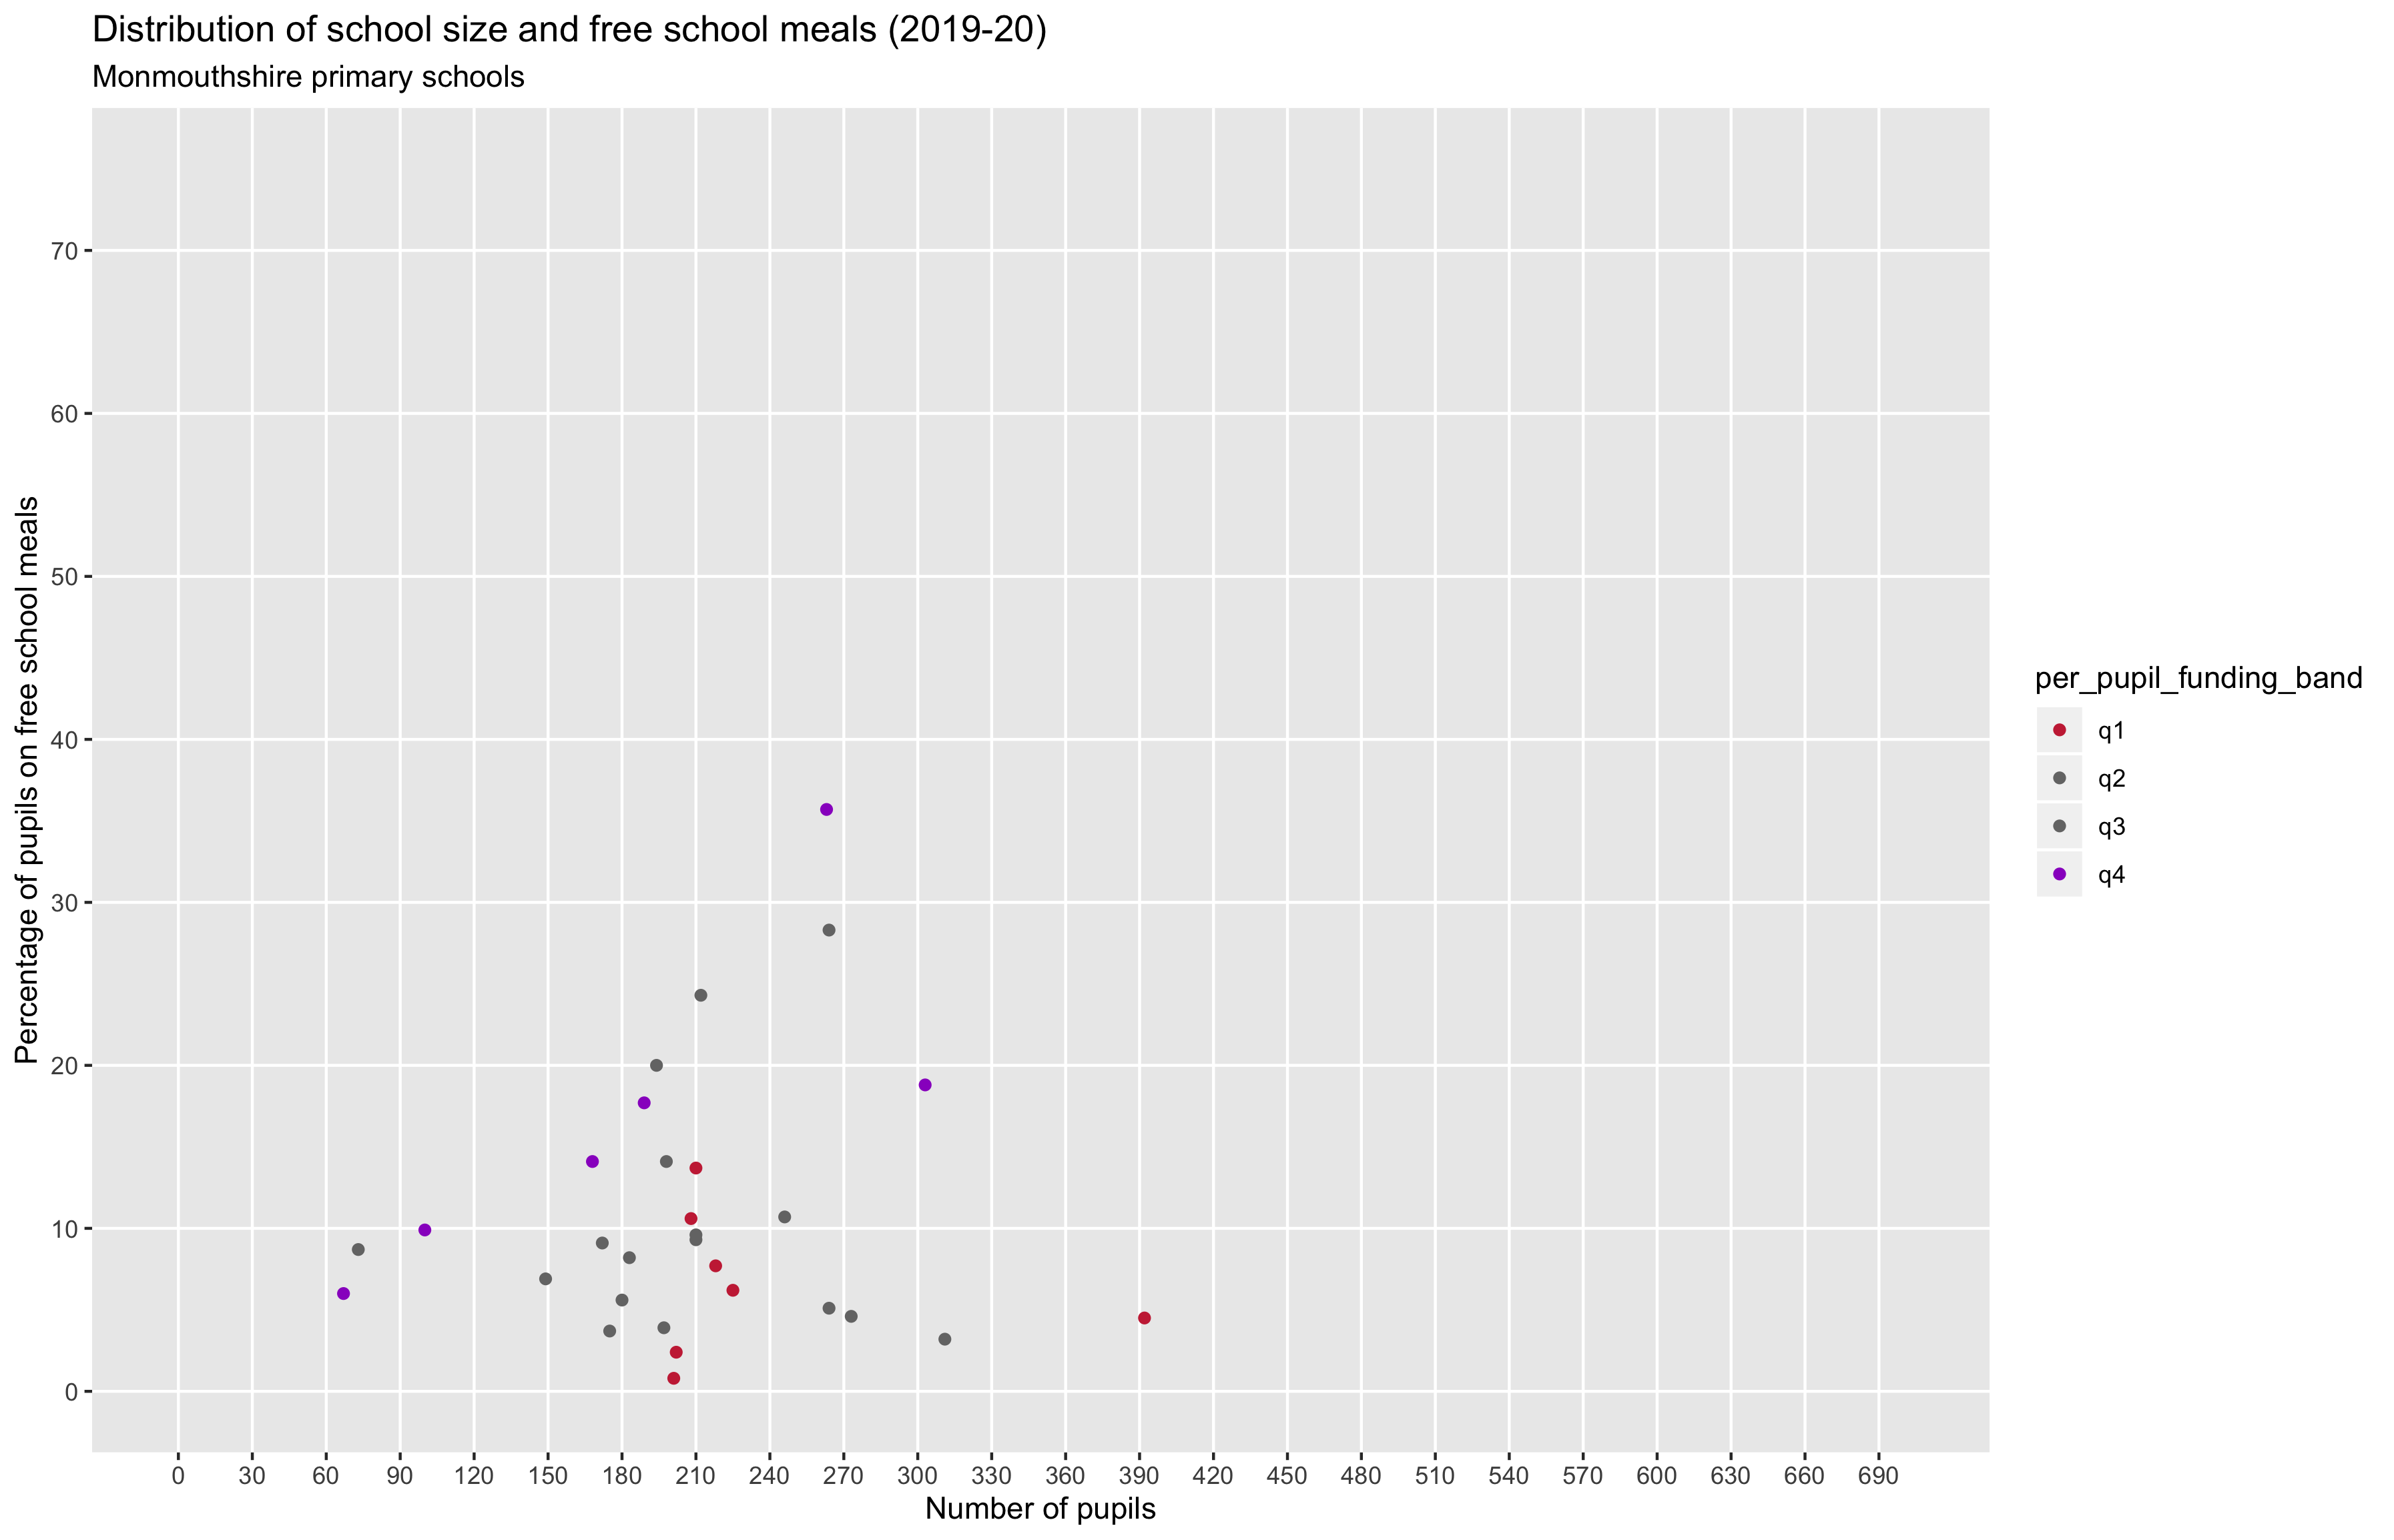 Distribution of school size and free school meals (2019-20)
Monmouthshire primary schools
Percentage of pupils on free school meals
70
60
50
40
30
20
10
0
0 30 60 90 120 150 180 210 240 270 300 330 360 390 420 450 480 510 540 570 600 630 660 690
Number of pupils
per_pupil_funding_band
q1
q2
q3
q4